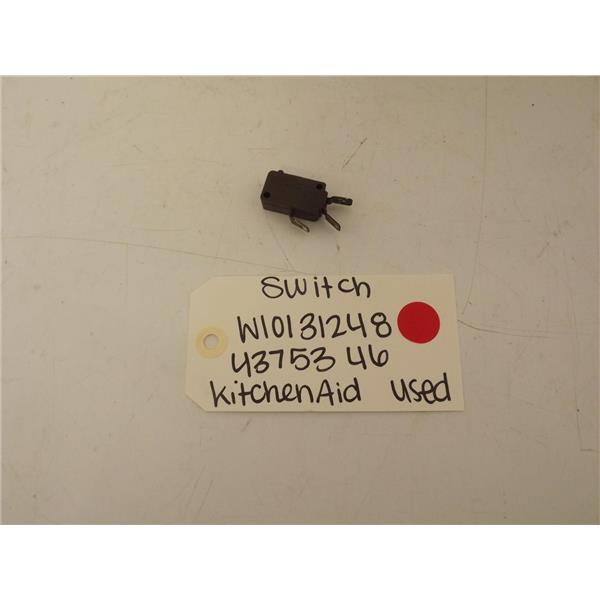 Switch
W10131248
4375346
KitchenAid used